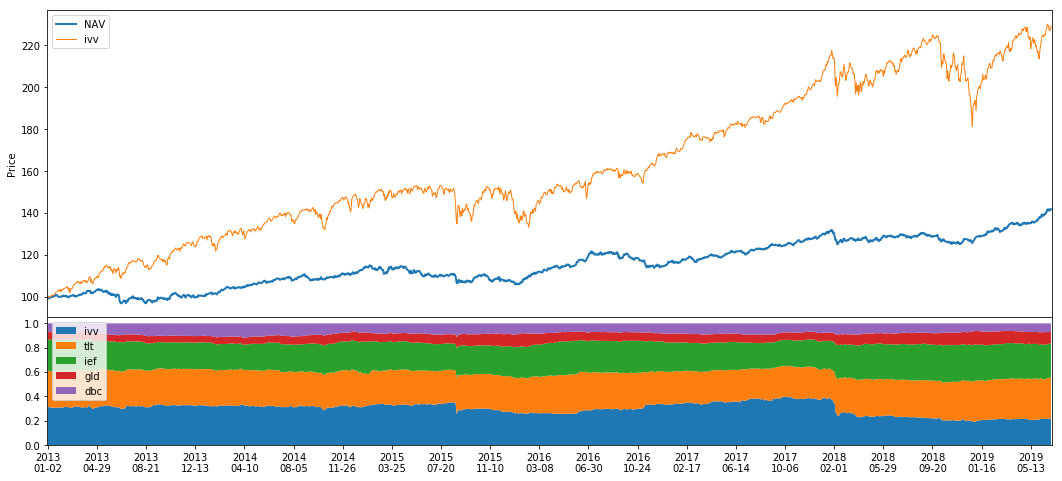 NAV
ivv
220
200
180
160
140
120
100
Price
1.0
0.8
0.6
0.4
0.2
0.0
ivv
tlt
ief
gld
dbc
2013 2013 2013 2013 2014 2014 2014 2015 2015 2015 2016 2016 2016 2017 2017 2017 2018 2018 2018 2019 2019
01-02 04-29 08-21 12-13 04-10 08-05 11-26 03-25 07-20 11-10 03-08 06-30 10-24 02-17 06-14 10-06 02-01 05-29 09-20 01-16 05-13